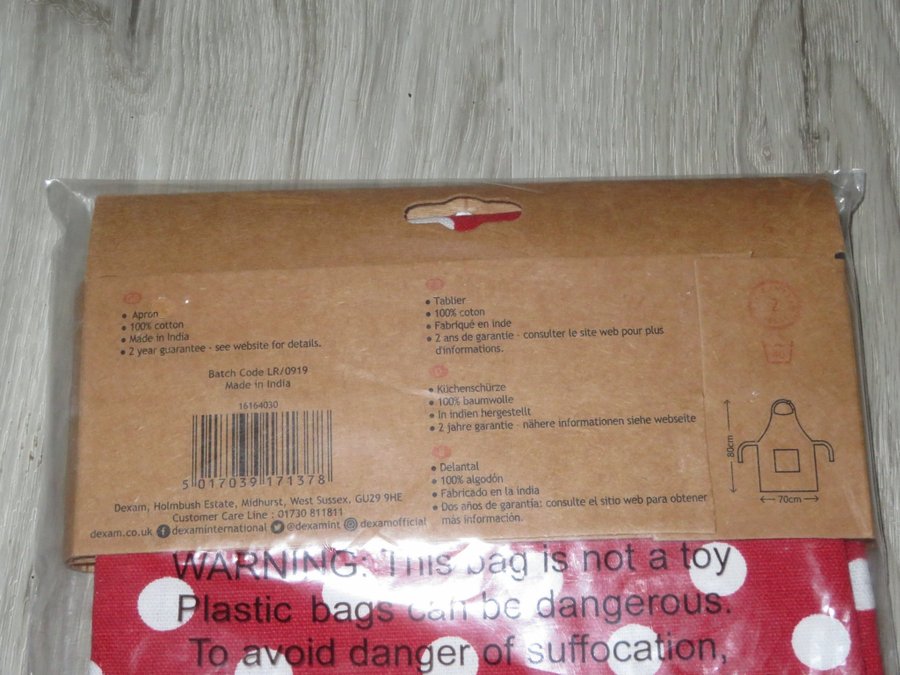 • Apron
• 100% cotton
• Made in India
• 2 year guarantee - see website for details.
Batch Code LR/0919
Made in India
16164030
5 017039 171378
Dexam, Holmbush Estate, Midhurst, West Sussex, GU29 9HE
Customer Care Line : 01730 811811
dexam.co.uk dexaminternational @dexamint dexamofficial
• Tablier
• 100% coton
• Fabriqué en inde
• 2 ans de garantie - consulter le site web pour plus
d'informations.
• Küchenschürze
• 100% baumwolle
• In indien hergestellt
• 2 jahre garantie - nähere informationen siehe webseite
• Delantal
• 100% algodón
• Fabricado en la india
• Dos años de garantía: consulte el sitio web para obtener
más información.
2
80cm
70cm
WARNING: This bag is not a toy
Plastic bags can be dangerous.
To avoid danger of suffocation,